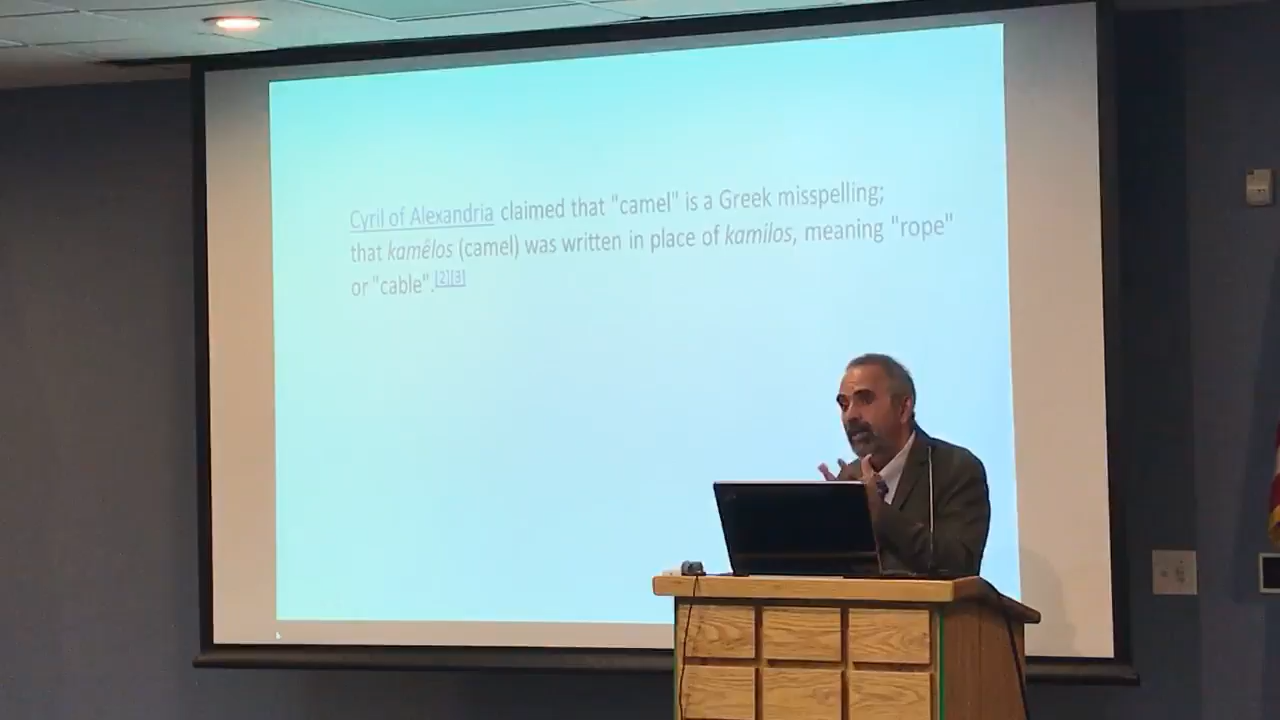 Cyril of Alexandria claimed that "camel" is a Greek misspelling;
that kamêlos (camel) was written in place of kamilos, meaning "rope"
or "cable".[2][3]